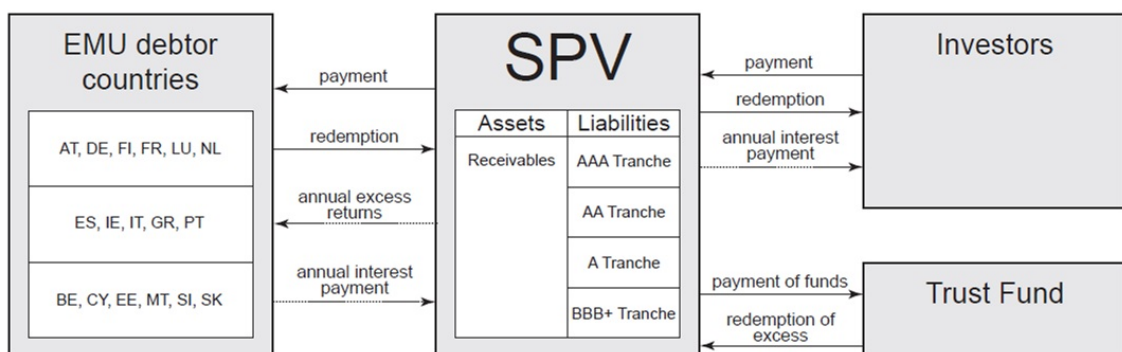 EMU debtor
countries
AT, DE, FI, FR, LU, NL
ES, IE, IT, GR, PT
BE, CY, EE, MT, SI, SK
payment
redemption
annual excess
returns
annual interest
payment
SPV
Assets
Liabilities
Receivables
AAA Tranche
AA Tranche
A Tranche
BBB+ Tranche
payment
redemption
annual interest
payment
Investors
payment of funds
redemption of
excess
Trust Fund